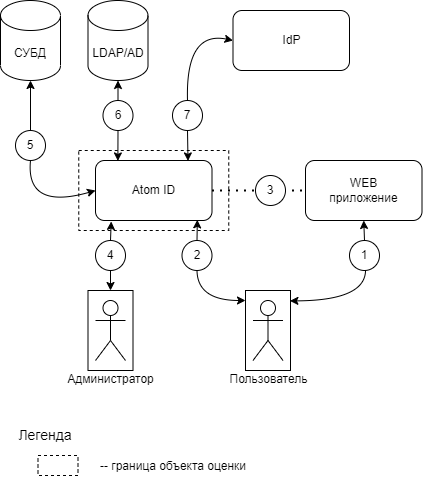 IdP
СУБД
LDAP/AD
6
7
5
Atom ID
3
WEB
приложение
4
2
1
Администратор
Пользователь
Легенда
-- граница объекта оценки